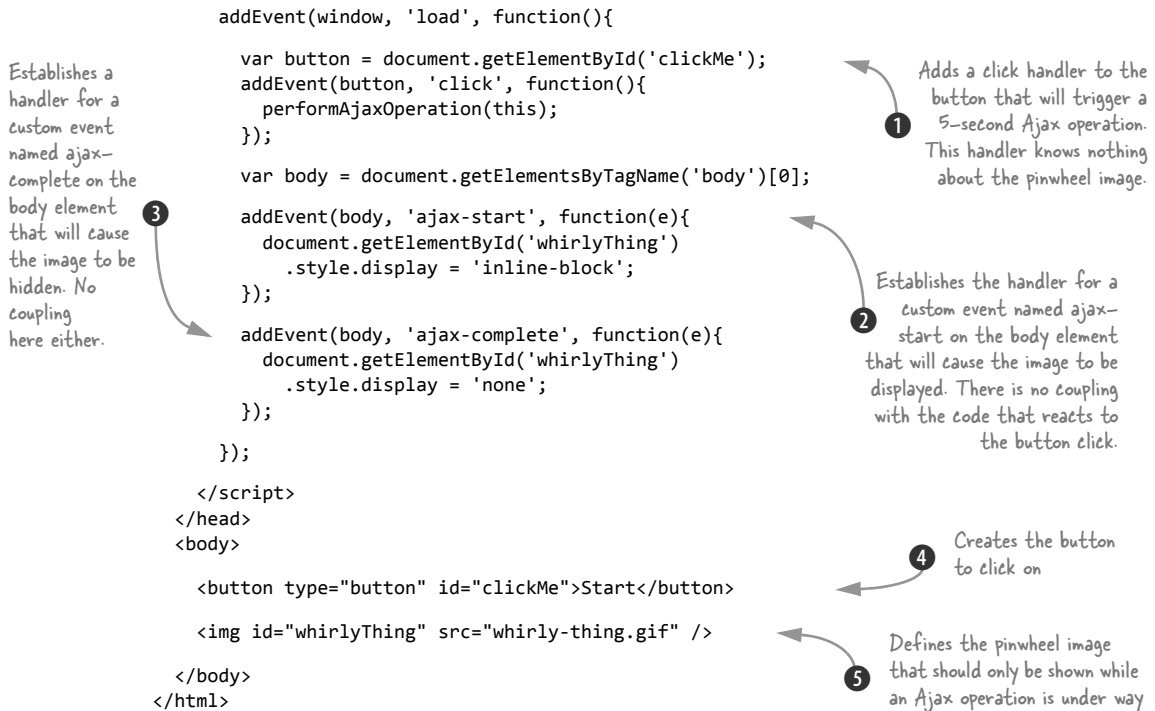 addEvent(window, 'load', function(){
var button = document.getElementById('clickMe');
addEvent(button, 'click', function(){
performAjaxOperation(this);
});
var body = document.getElementsByTagName('body')[0];
addEvent(body, 'ajax-start', function(e){
document.getElementById('whirlyThing')
.style.display = 'inline-block';
});
addEvent(body, 'ajax-complete', function(e){
document.getElementById('whirlyThing')
.style.display = 'none';
});
});
</script>
</head>
<body>
<button type="button" id="clickMe">Start</button>
<img id="whirlyThing" src="whirly-thing.gif" />
</body>
</html>
1
Adds a click handler to the
button that will trigger a
5-second Ajax operation.
This handler knows nothing
about the pinwheel image.
2
Establishes the handler for a
custom event named ajax-
start on the body element
that will cause the image to be
displayed. There is no coupling
with the code that reacts to
the button click.
Establishes a
handler for a
custom event
named ajax-
complete on the
body element
that will cause
the image to be
hidden. No
coupling
here either.
3
4
Creates the button
to click on
5
Defines the pinwheel image
that should only be shown while
an Ajax operation is under way